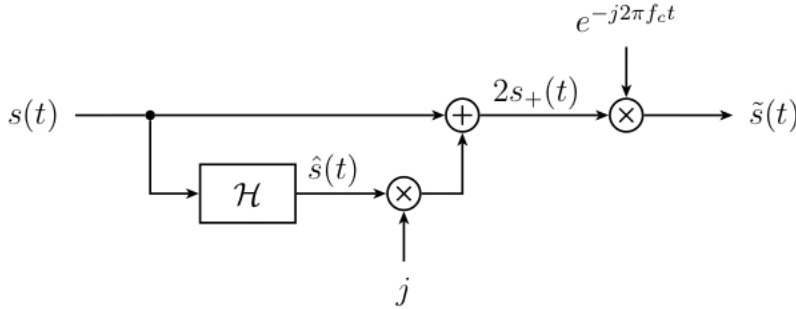 e^{-j2πf_c t}
s(t)
2s_+(t)
s̃(t)
+
×
ℋ
ŝ(t)
×
j